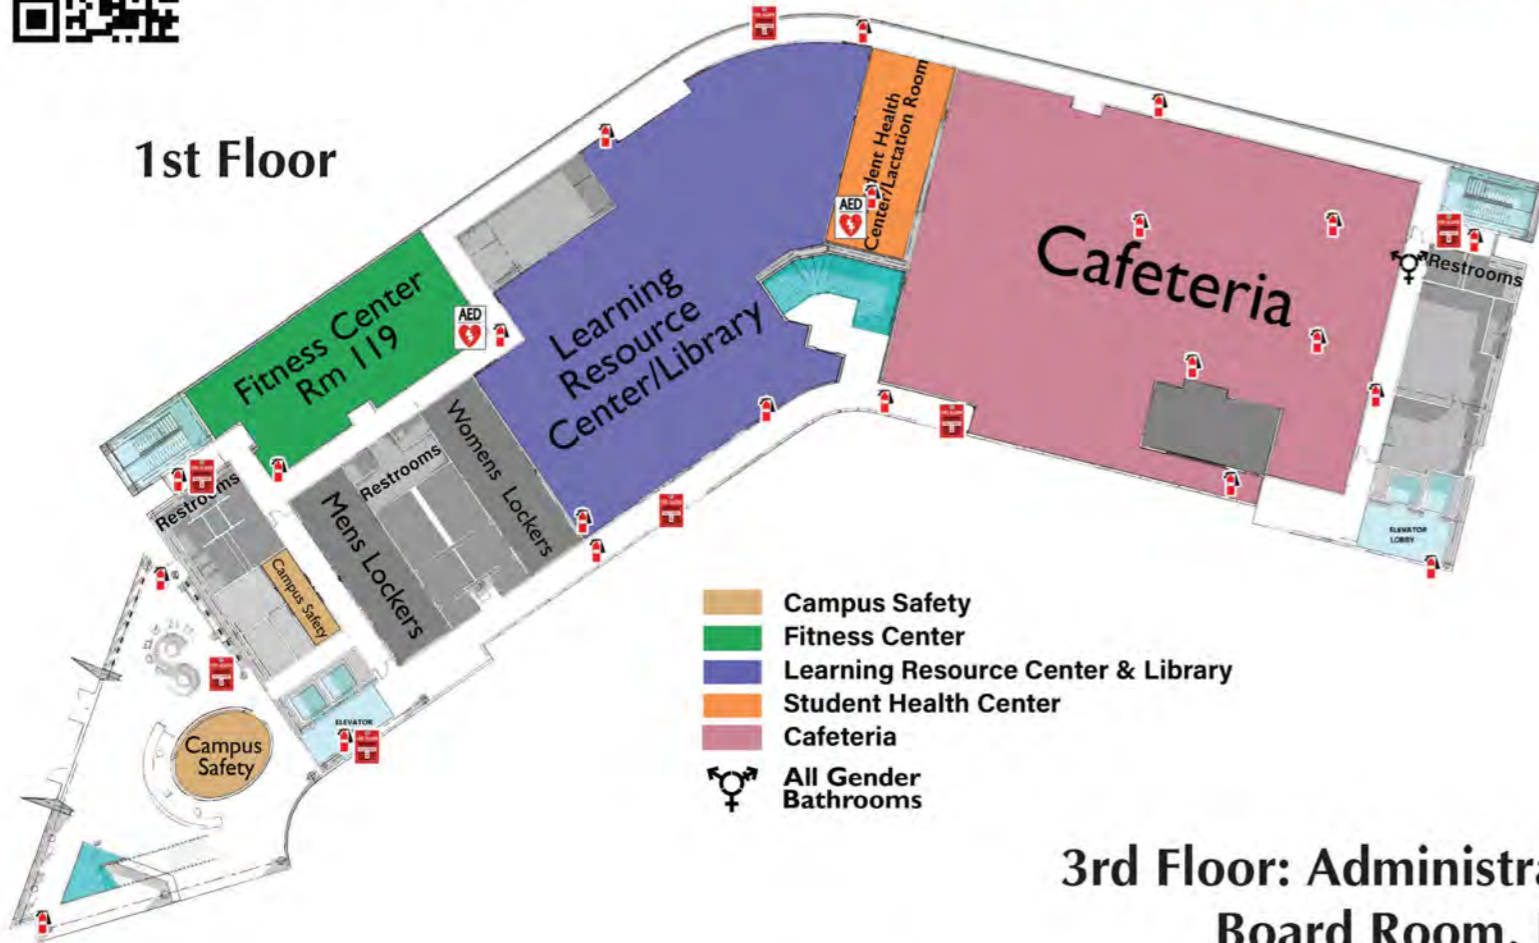 1st Floor
Student Health
Center/Lactation Room
AED
Cafeteria
Restrooms
Fitness Center
Rm 119
AED
Learning
Resource
Center/Library
Womens Lockers
Restrooms
Mens Lockers
Restrooms
Campus Safety
ELEVATOR
LOBBY
ELEVATOR
Campus
Safety
Campus Safety
Fitness Center
Learning Resource Center & Library
Student Health Center
Cafeteria
All Gender
Bathrooms
3rd Floor:
Board Room,